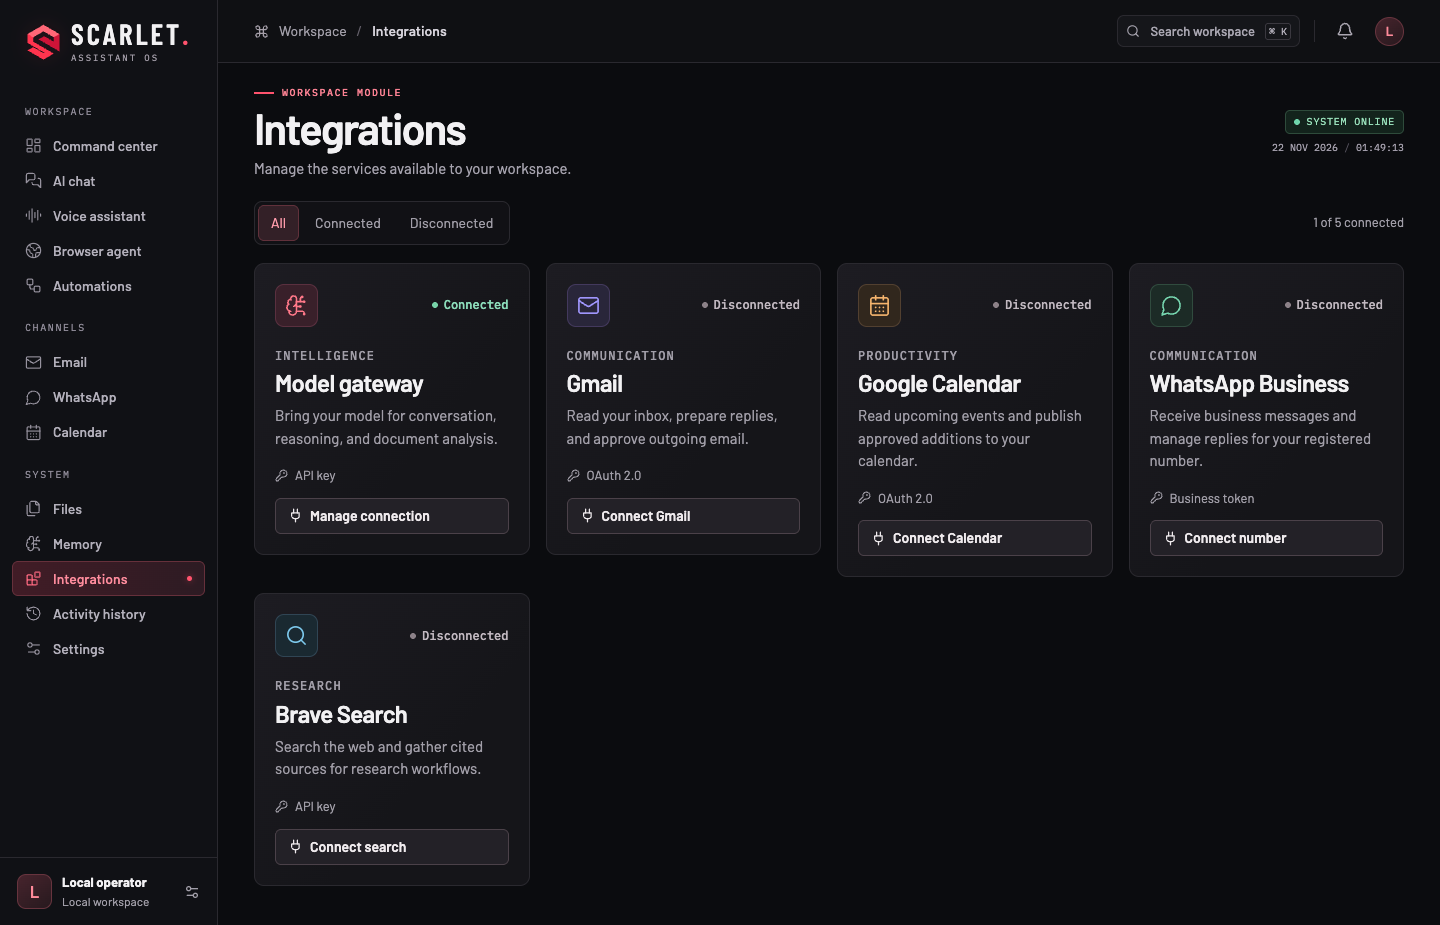 SCARLET.
ASSISTANT OS
WORKSPACE
Command center
AI chat
Voice assistant
Browser agent
Automations
CHANNELS
Email
WhatsApp
Calendar
SYSTEM
Files
Memory
Integrations
Activity history
Settings
L
Local operator
Local workspace
Workspace / Integrations
Search workspace ⌘ K
L
WORKSPACE MODULE
Integrations
Manage the services available to your workspace.
SYSTEM ONLINE
22 NOV 2026 / 01:49:13
All Connected Disconnected
1 of 5 connected
Connected
INTELLIGENCE
Model gateway
Bring your model for conversation,
reasoning, and document analysis.
API key
Manage connection
Disconnected
COMMUNICATION
Gmail
Read your inbox, prepare replies,
and approve outgoing email.
OAuth 2.0
Connect Gmail
Disconnected
PRODUCTIVITY
Google Calendar
Read upcoming events and publish
approved additions to your
calendar.
OAuth 2.0
Connect Calendar
Disconnected
COMMUNICATION
WhatsApp Business
Receive business messages and
manage replies for your registered
number.
Business token
Connect number
Disconnected
RESEARCH
Brave Search
Search the web and gather cited
sources for research workflows.
API key
Connect search